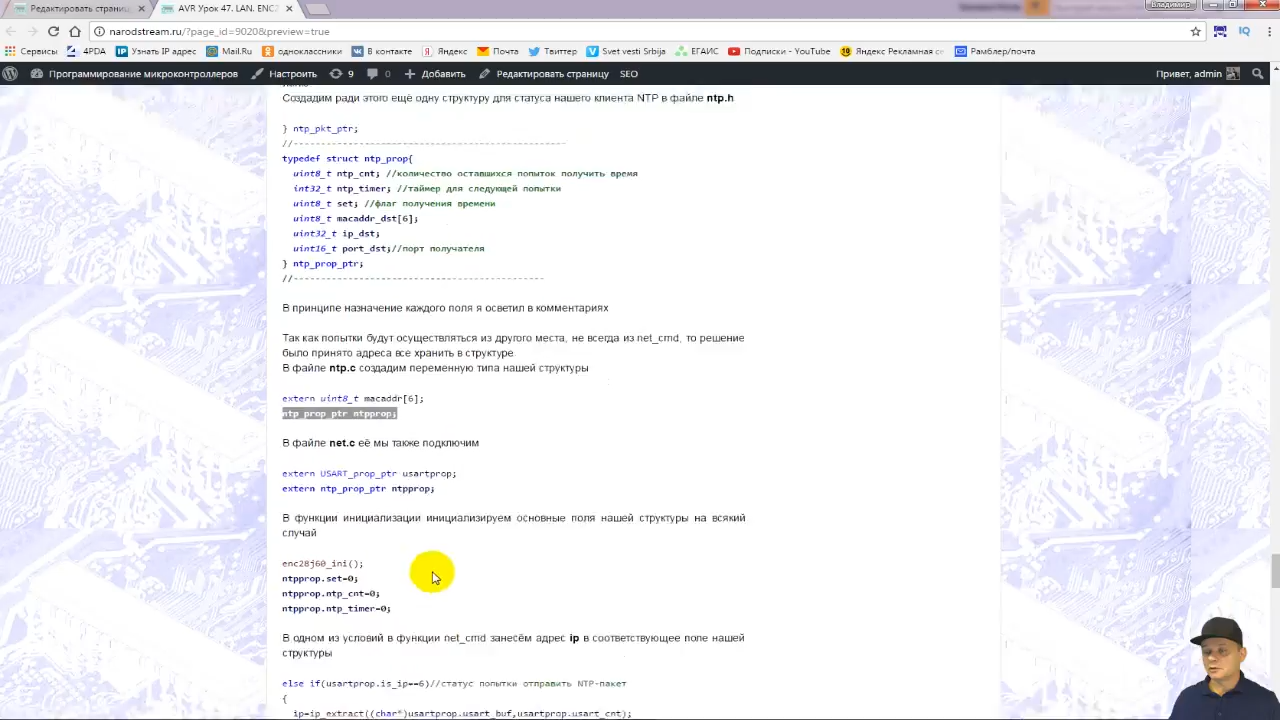 Редактировать страниц
AVR Урок 47. LAN. ENC2
Владимир
narodstream.ru/?page_id=9020&preview=true
Сервисы
4PDA
Узнать IP адрес
Mail.Ru
одноклассники
В контакте
Яндекс
Почта
Твиттер
Svet vesti Srbija
ЕГАИС
Подписки - YouTube
Яндекс Рекламная се
Рамблер/почта
Программирование микроконтроллеров
Настроить
9
0
Добавить
Редактировать страницу
SEO
Привет, admin
Создадим ради этого ещё одну структуру для статуса нашего клиента NTP в файле ntp.h
} ntp_pkt_ptr;
//----------------------------------------------
typedef struct ntp_prop{
uint8_t ntp_cnt; //количество оставшихся попыток получить время
int32_t ntp_timer; //таймер для следующей попытки
uint8_t set; //флаг получения времени
uint8_t macaddr_dst[6];
uint32_t ip_dst;
uint16_t port_dst;//порт получателя
} ntp_prop_ptr;
//-------------------------------------------
В принципе назначение каждого поля я осветил в комментариях
Так как попытки будут осуществляться из другого места, не всегда из net_cmd, то решение
было принято адреса все хранить в структуре
В файле ntp.c создадим переменную типа нашей структуры
extern uint8_t macaddr[6];
ntp_prop_ptr ntpprop;
В файле net.c её мы также подключим
extern USART_prop_ptr usartprop;
extern ntp_prop_ptr ntpprop;
В функции инициализации инициализируем основные поля нашей структуры на всякий
случай
enc28j60_ini();
ntpprop.set=0;
ntpprop.ntp_cnt=0;
ntpprop.ntp_timer=0;
В одном из условий в функции net_cmd занесём адрес ip в соответствующее поле нашей
структуры
else if(usartprop.is_ip==6)//статус попытки отправить NTP-пакет
{
ip=ip_extract((char*)usartprop.usart_buf,usartprop.usart_cnt);